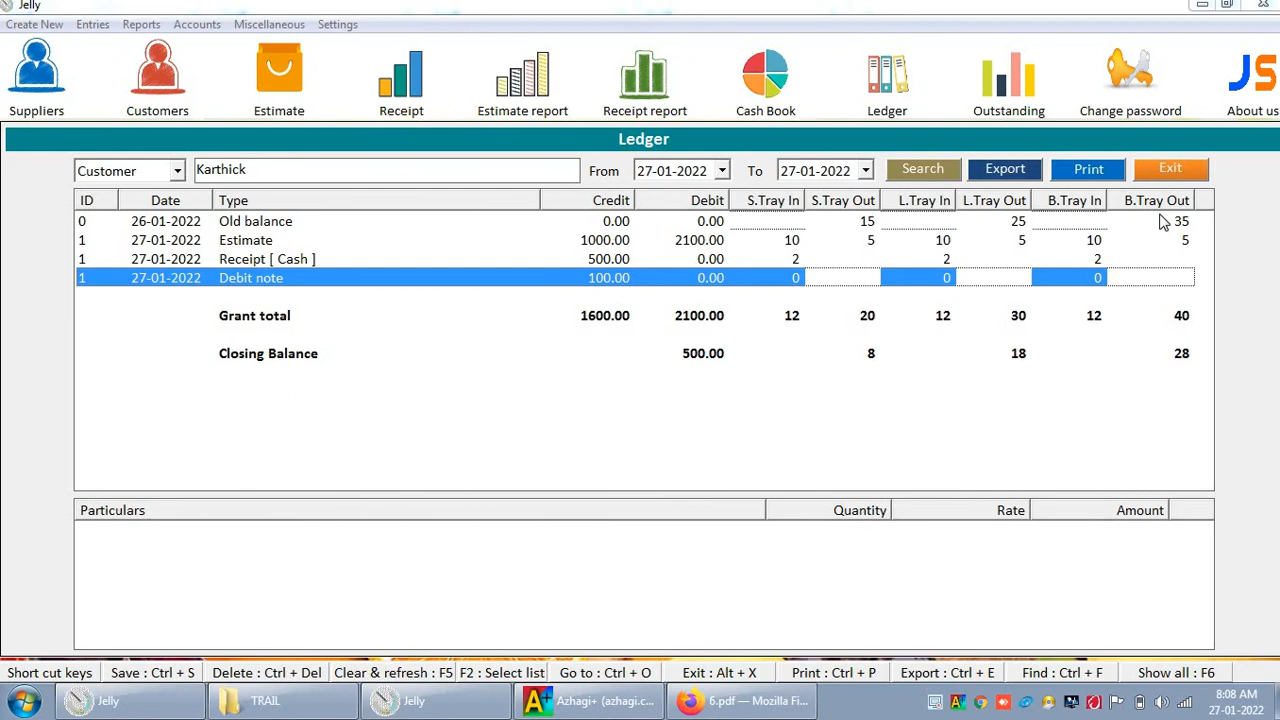 Jelly
Create New Entries Reports Accounts Miscellaneous Settings
Suppliers Customers Estimate Receipt Estimate report Receipt report Cash Book Ledger Outstanding Change password About us
JS
Ledger
Customer Karthick From 27-01-2022 To 27-01-2022 Search Export Print Exit
ID Date Type Credit Debit S.Tray In S.Tray Out L.Tray In L.Tray Out B.Tray In B.Tray Out
0 26-01-2022 Old balance 0.00 0.00 15 25 35
1 27-01-2022 Estimate 1000.00 2100.00 10 5 10 5 10 5
1 27-01-2022 Receipt [ Cash ] 500.00 0.00 2 2 2
1 27-01-2022 Debit note 100.00 0.00 0 0 0
Grant total 1600.00 2100.00 12 20 12 30 12 40
Closing Balance 500.00 8 18 28
Particulars Quantity Rate Amount
Short cut keys Save : Ctrl + S Delete : Ctrl + Del Clear & refresh : F5 F2 : Select list Go to : Ctrl + O Exit : Alt + X Print : Ctrl + P Export : Ctrl + E Find : Ctrl + F Show all : F6
Jelly TRAIL Jelly Azhagi+ (azhagi.c... 6.pdf — Mozilla Fi... 8:08 AM
27-01-2022